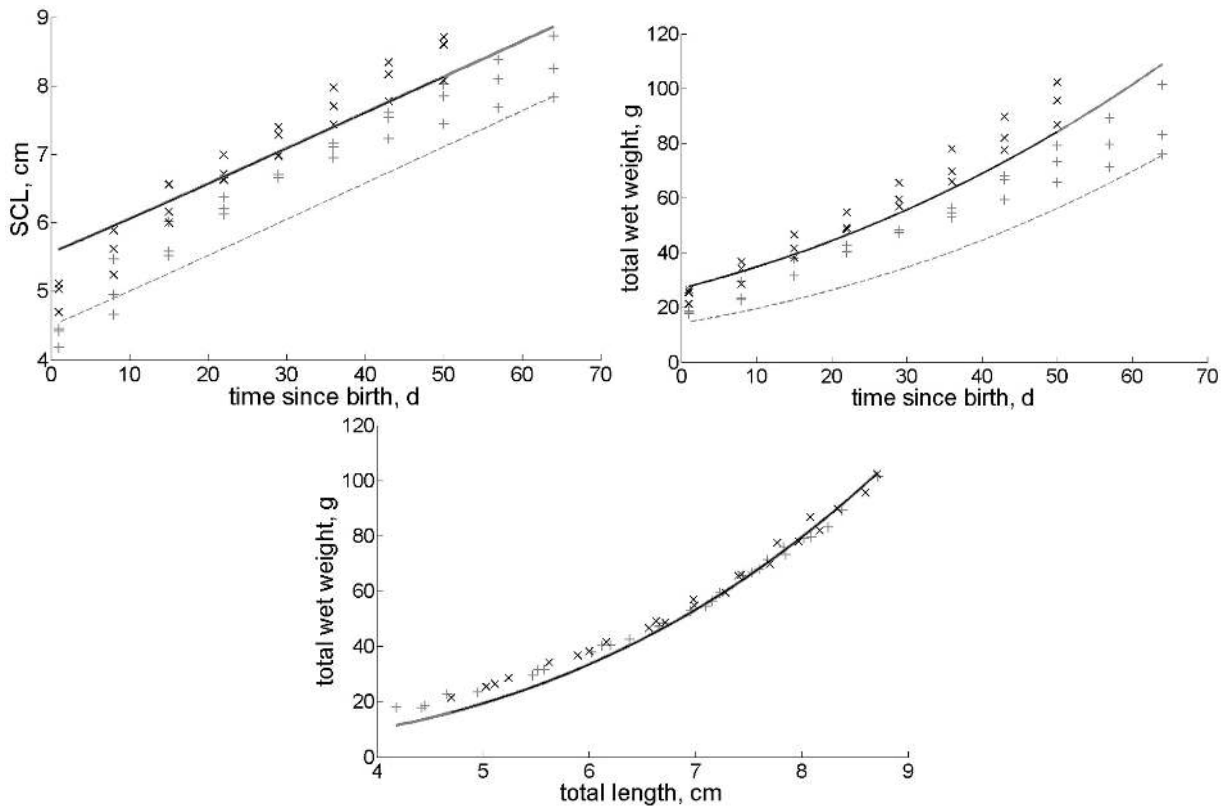 9
8
7
6
5
4
SCL, cm
0 10 20 30 40 50 60 70
time since birth, d
120
100
80
60
40
20
0
total wet weight, g
0 10 20 30 40 50 60 70
time since birth, d
120
100
80
60
40
20
0
total wet weight, g
4 5 6 7 8 9
total length, cm